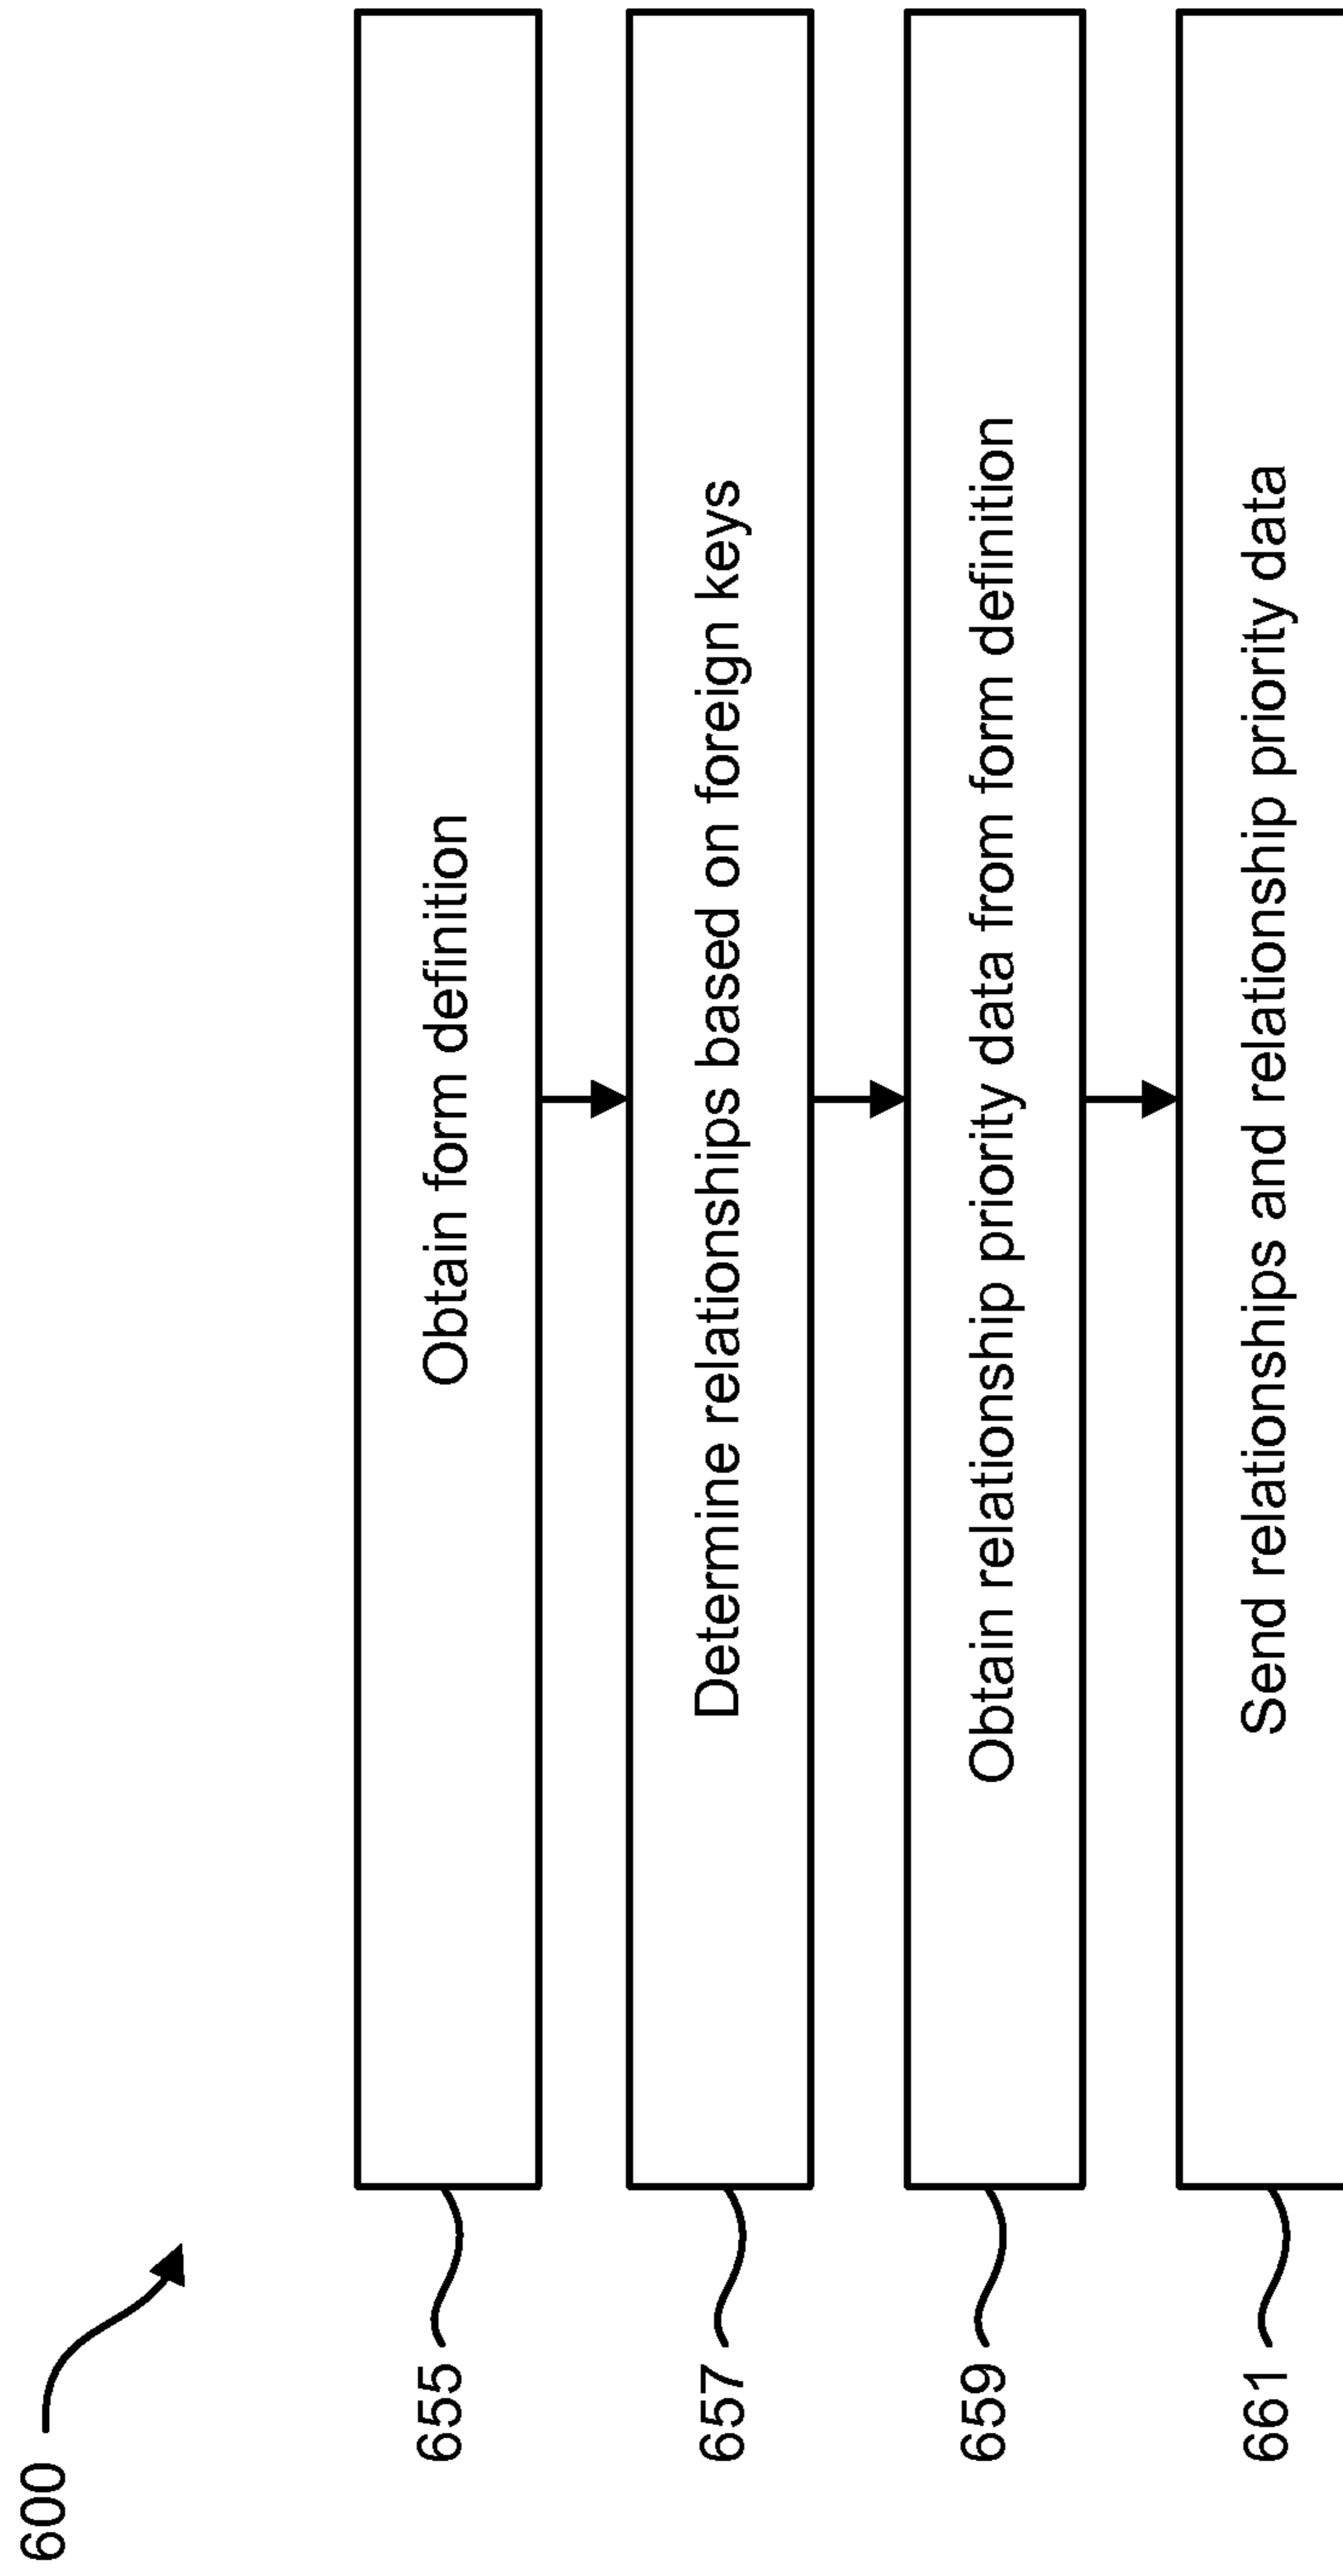 600
655
Obtain form definition
657
Determine relationships based on foreign keys
659
Obtain relationship priority data from form definition
661
Send relationships and relationship priority data